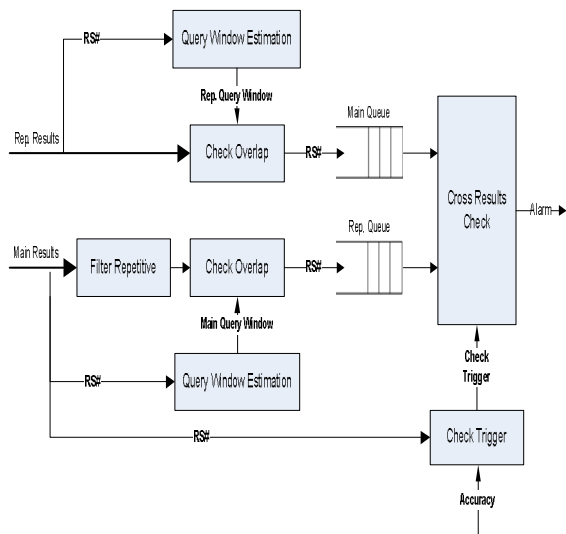 RS#
Query Window Estimation
Rep. Query Window
Main Queue
Rep. Results
Check Overlap
RS#
Cross Results
Check
Alarm
Rep. Queue
Main Results
Filter Repetitive
Check Overlap
RS#
Main Query Window
Check
Trigger
RS#
Query Window Estimation
RS#
Check Trigger
Accuracy